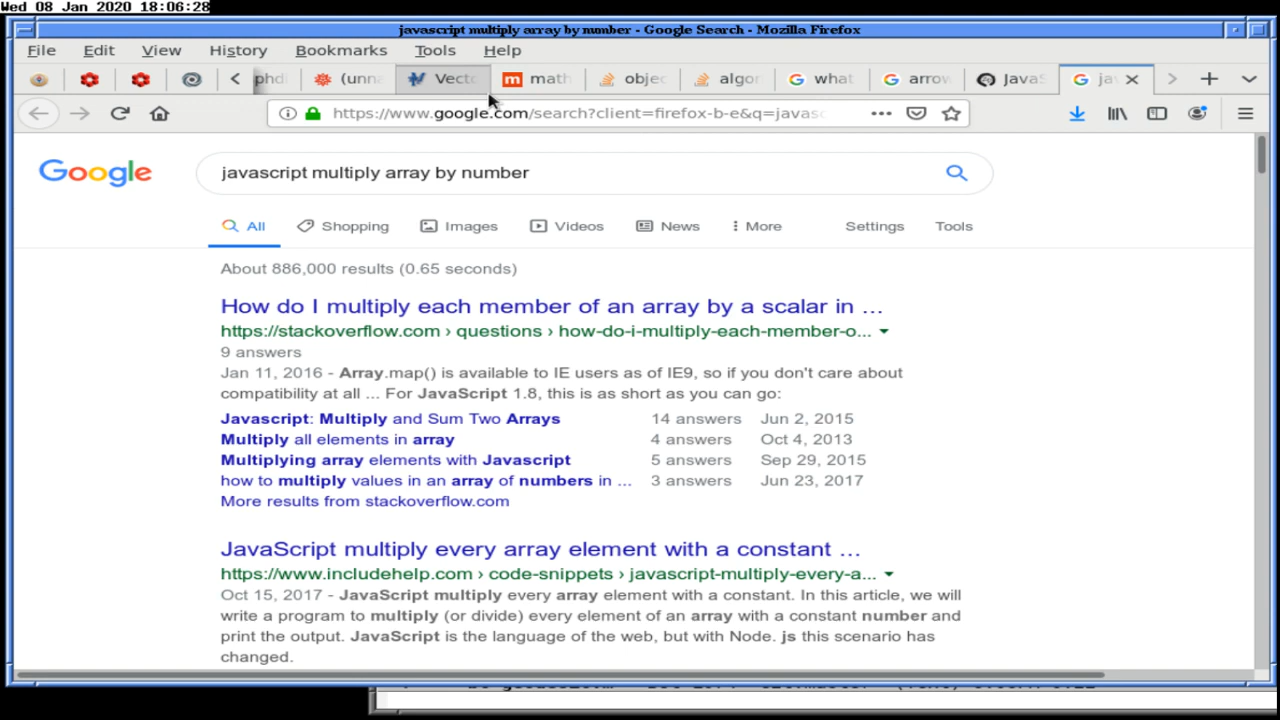 Wed 08 Jan 2020 18:06:28
javascript multiply array by number - Google Search - Mozilla Firefox
File Edit View History Bookmarks Tools Help
phd (unna Vecto math objec algor what arro JavaS jav
https://www.google.com/search?client=firefox-b-e&q=javasc
Google
javascript multiply array by number
All Shopping Images Videos News More Settings Tools
About 886,000 results (0.65 seconds)
How do I multiply each member of an array by a scalar in ...
https://stackoverflow.com › questions › how-do-i-multiply-each-member-o...
9 answers
Jan 11, 2016 - Array.map() is available to IE users as of IE9, so if you don't care about
compatibility at all ... For JavaScript 1.8, this is as short as you can go:
Javascript: Multiply and Sum Two Arrays 14 answers Jun 2, 2015
Multiply all elements in array 4 answers Oct 4, 2013
Multiplying array elements with Javascript 5 answers Sep 29, 2015
how to multiply values in an array of numbers in ... 3 answers Jun 23, 2017
More results from stackoverflow.com
JavaScript multiply every array element with a constant ...
https://www.includehelp.com › code-snippets › javascript-multiply-every-a...
Oct 15, 2017 - JavaScript multiply every array element with a constant. In this article, we will
write a program to multiply (or divide) every element of an array with a constant number and
print the output. JavaScript is the language of the web, but with Node. js this scenario has
changed.